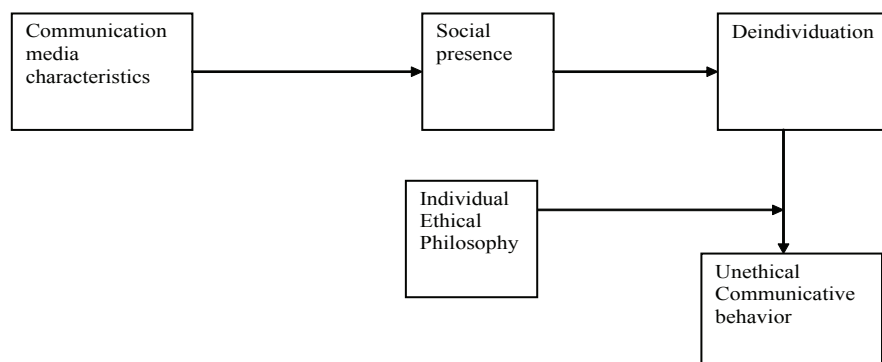 Communication
media
characteristics
Social
presence
Deindividuation
Individual
Ethical
Philosophy
Unethical
Communicative
behavior